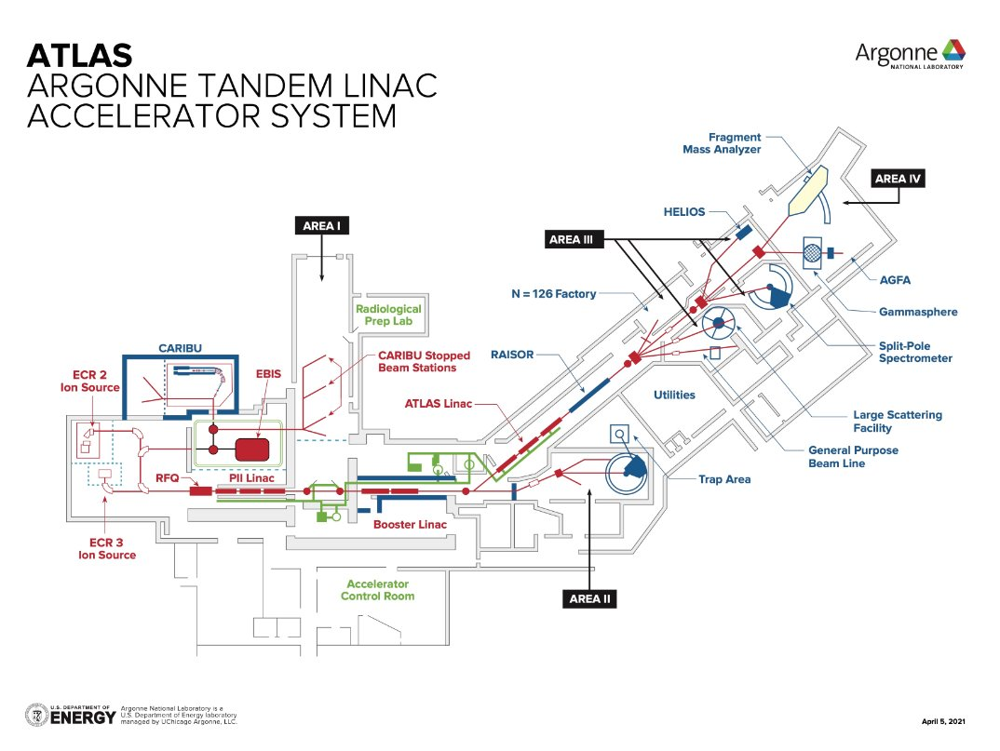 ATLAS
ARGONNE TANDEM LINAC
ACCELERATOR SYSTEM
Argonne
NATIONAL LABORATORY
Fragment
Mass Analyzer
AREA IV
HELIOS
AREA I
AREA III
AGFA
N = 126 Factory
Radiological
Prep Lab
Gammasphere
CARIBU
CARIBU Stopped
Beam Stations
RAISOR
Split-Pole
Spectrometer
ECR 2
Ion Source
EBIS
ATLAS Linac
Utilities
Large Scattering
Facility
General Purpose
Beam Line
RFQ
PII Linac
Trap Area
Booster Linac
ECR 3
Ion Source
Accelerator
Control Room
AREA II
U.S. DEPARTMENT OF
ENERGY
Argonne National Laboratory is a
U.S. Department of Energy laboratory
managed by UChicago Argonne, LLC.
April 5, 2021